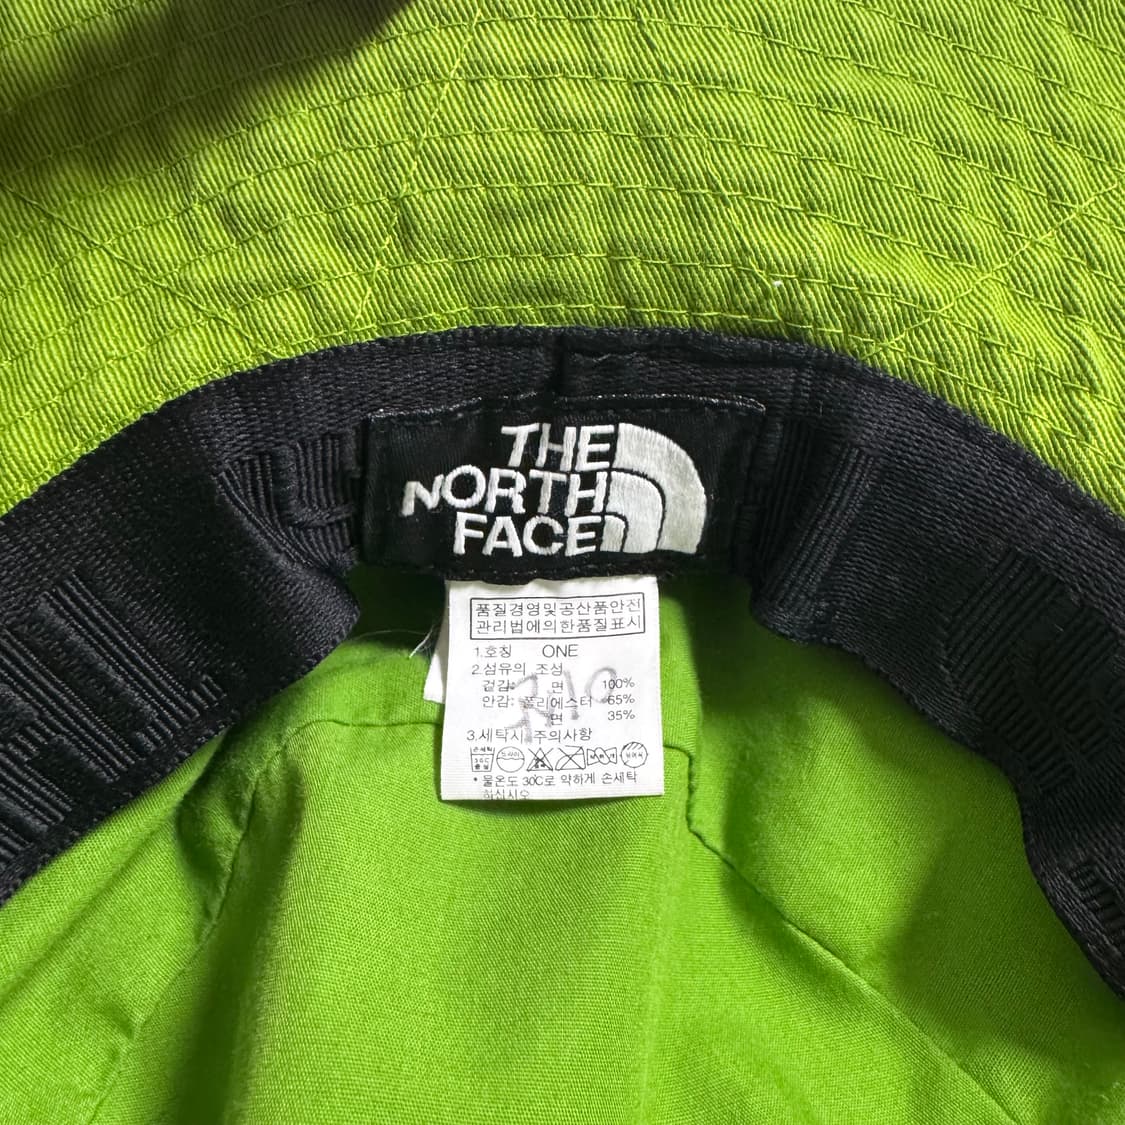 THE
NORTH
FACE
품질경영및공산품안전
관리법에의한품질표시
1.호칭 ONE
2.섬유의 조성
겉감: 면 100%
안감: 폴리에스터 65%
면 35%
3.세탁시 주의사항
* 물온도 30℃로 약하게 손세탁
하십시오